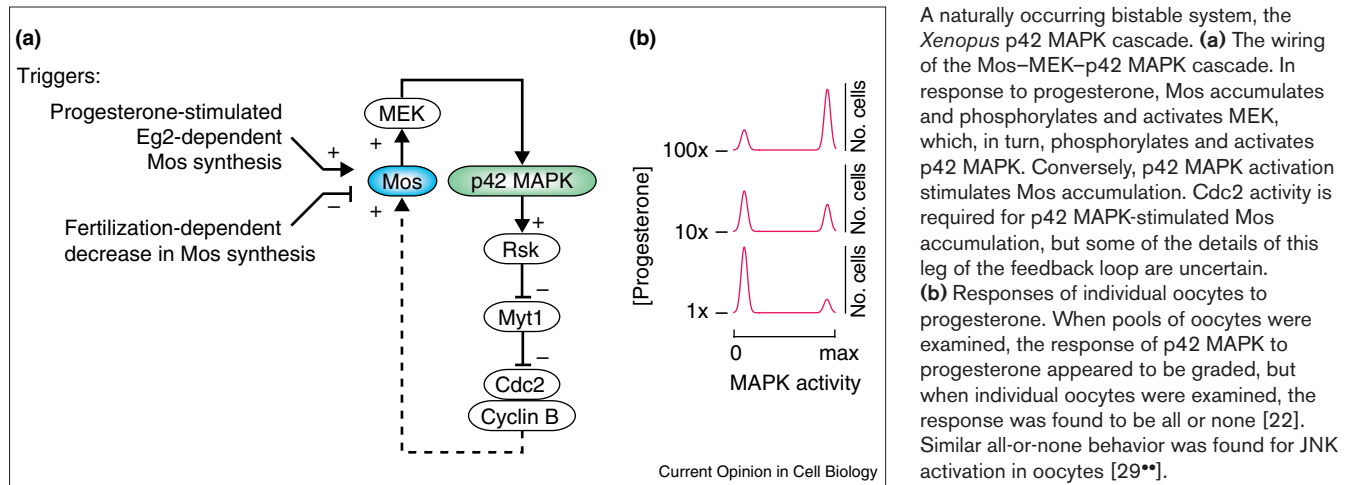 (a)
Triggers:
Progesterone-stimulated
Eg2-dependent
Mos synthesis
+
–
Fertilization-dependent
decrease in Mos synthesis
MEK
+
Mos
+
p42 MAPK
+
Rsk
–
Myt1
–
Cdc2
Cyclin B
(b)
[Progesterone]
100x
No. cells
10x
No. cells
1x
No. cells
0 max
MAPK activity
Current Opinion in Cell Biology
A naturally occurring bistable system, the
Xenopus p42 MAPK cascade. (a) The wiring
of the Mos–MEK–p42 MAPK cascade. In
response to progesterone, Mos accumulates
and phosphorylates and activates MEK,
which, in turn, phosphorylates and activates
p42 MAPK. Conversely, p42 MAPK activation
stimulates Mos accumulation. Cdc2 activity is
required for p42 MAPK-stimulated Mos
accumulation, but some of the details of this
leg of the feedback loop are uncertain.
(b) Responses of individual oocytes to
progesterone. When pools of oocytes were
examined, the response of p42 MAPK to
progesterone appeared to be graded, but
when individual oocytes were examined, the
response was found to be all or none [22].
Similar all-or-none behavior was found for JNK
activation in oocytes [29••].